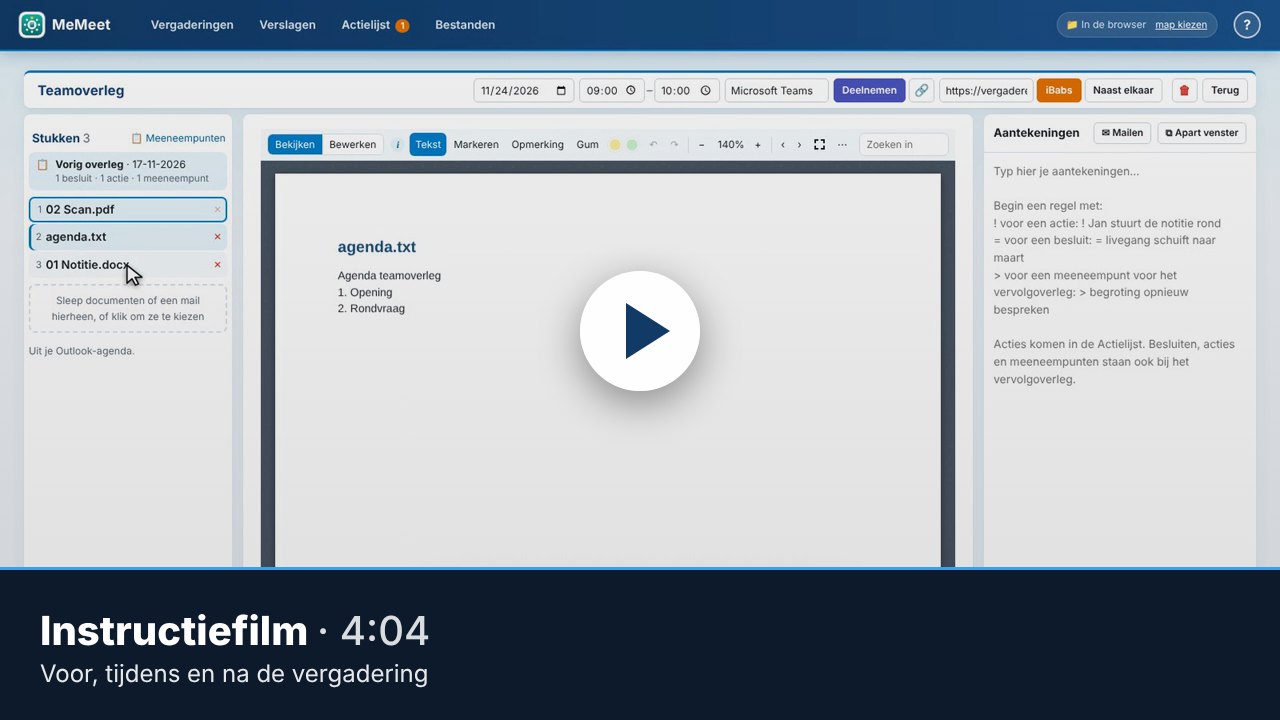 MeMeet
Vergaderingen
Verslagen
Actielijst 1
Bestanden
In de browser map kiezen
?
Teamoverleg
11/24/2026
09:00 – 10:00
Microsoft Teams
Deelnemen
https://vergadere
iBabs
Naast elkaar
Terug
Stukken 3
Meeneempunten
Vorig overleg · 17-11-2026
1 besluit · 1 actie · 1 meeneempunt
1 02 Scan.pdf ×
2 agenda.txt ×
3 01 Notitie.docx ×
Sleep documenten of een mail
hierheen, of klik om ze te kiezen
Uit je Outlook-agenda.
Bekijken Bewerken i Tekst Markeren Opmerking Gum − 140% + ‹ › ··· Zoeken in
agenda.txt
Agenda teamoverleg
1. Opening
2. Rondvraag
Aantekeningen
Mailen
Apart venster
Typ hier je aantekeningen...
Begin een regel met:
! voor een actie: ! Jan stuurt de notitie rond
= voor een besluit: = livegang schuift naar
maart
> voor een meeneempunt voor het
vervolgoverleg: > begroting opnieuw
bespreken
Acties komen in de Actielijst. Besluiten, acties
en meeneempunten staan ook bij het
vervolgoverleg.
Instructiefilm · 4:04
Voor, tijdens en na de vergadering